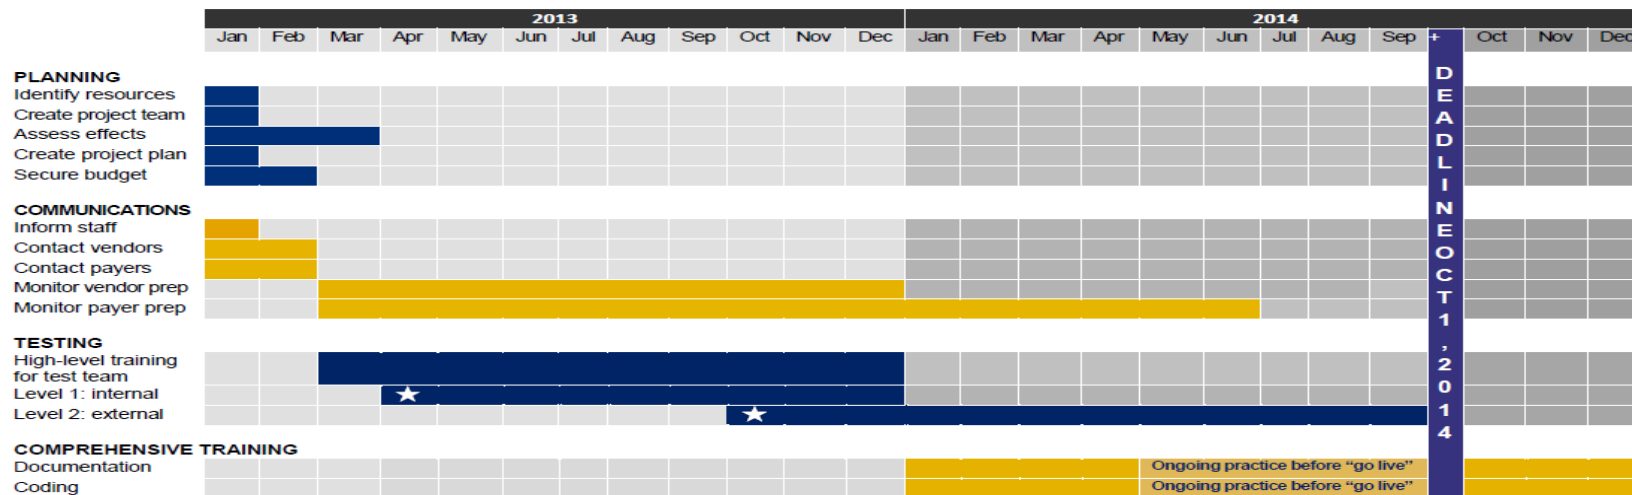 2013 2014
Jan Feb Mar Apr May Jun Jul Aug Sep Oct Nov Dec Jan Feb Mar Apr May Jun Jul Aug Sep + Oct Nov Dec
PLANNING
Identify resources
Create project team
Assess effects
Create project plan
Secure budget
COMMUNICATIONS
Inform staff
Contact vendors
Contact payers
Monitor vendor prep
Monitor payer prep
TESTING
High-level training
for test team
Level 1: internal
Level 2: external
COMPREHENSIVE TRAINING
Documentation Ongoing practice before “go live”
Coding Ongoing practice before “go live”
DEADLINE OCT 1, 2014